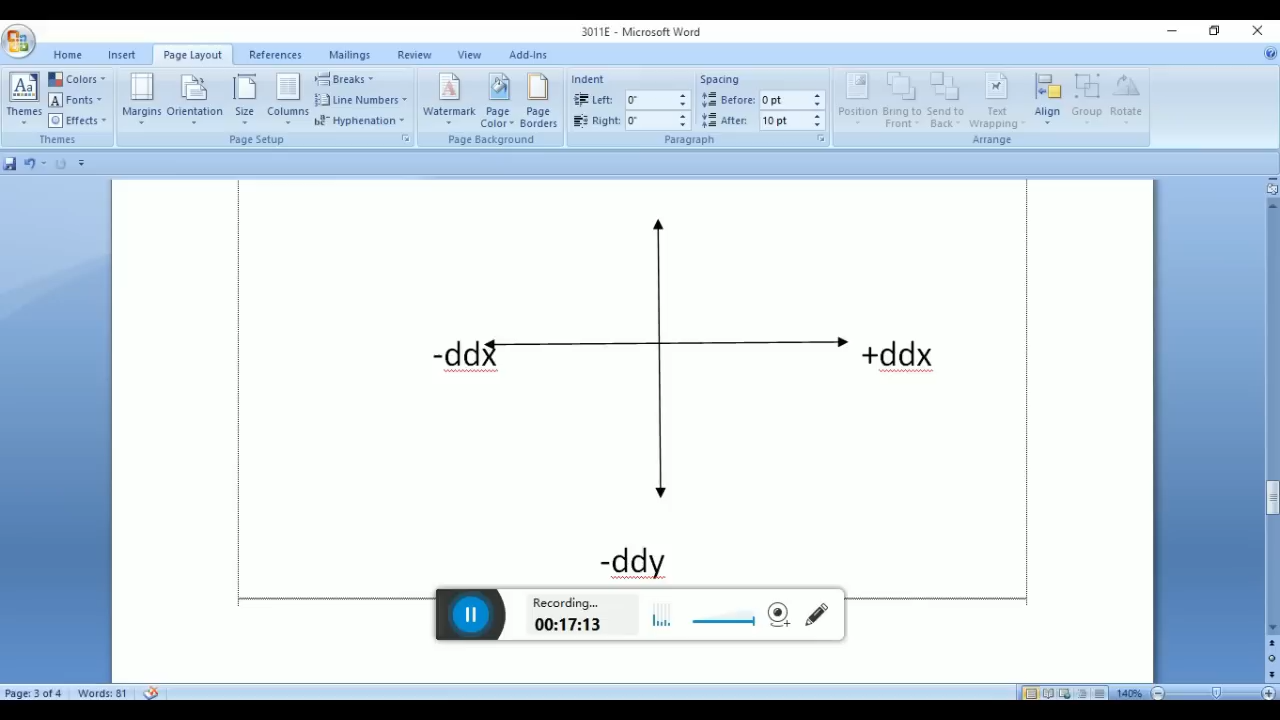 3011E - Microsoft Word
Home Insert Page Layout References Mailings Review View Add-Ins
Aa Themes Colors Fonts Effects Themes
Margins Orientation Size Columns Breaks Line Numbers Hyphenation Page Setup
Watermark Page Color Page Borders Page Background
Indent Left: 0" Right: 0" Spacing Before: 0 pt After: 10 pt Paragraph
Position Bring to Front Send to Back Text Wrapping Align Group Rotate Arrange
-ddx +ddx
-ddy
Recording...
00:17:13
Page: 3 of 4 Words: 81 140%